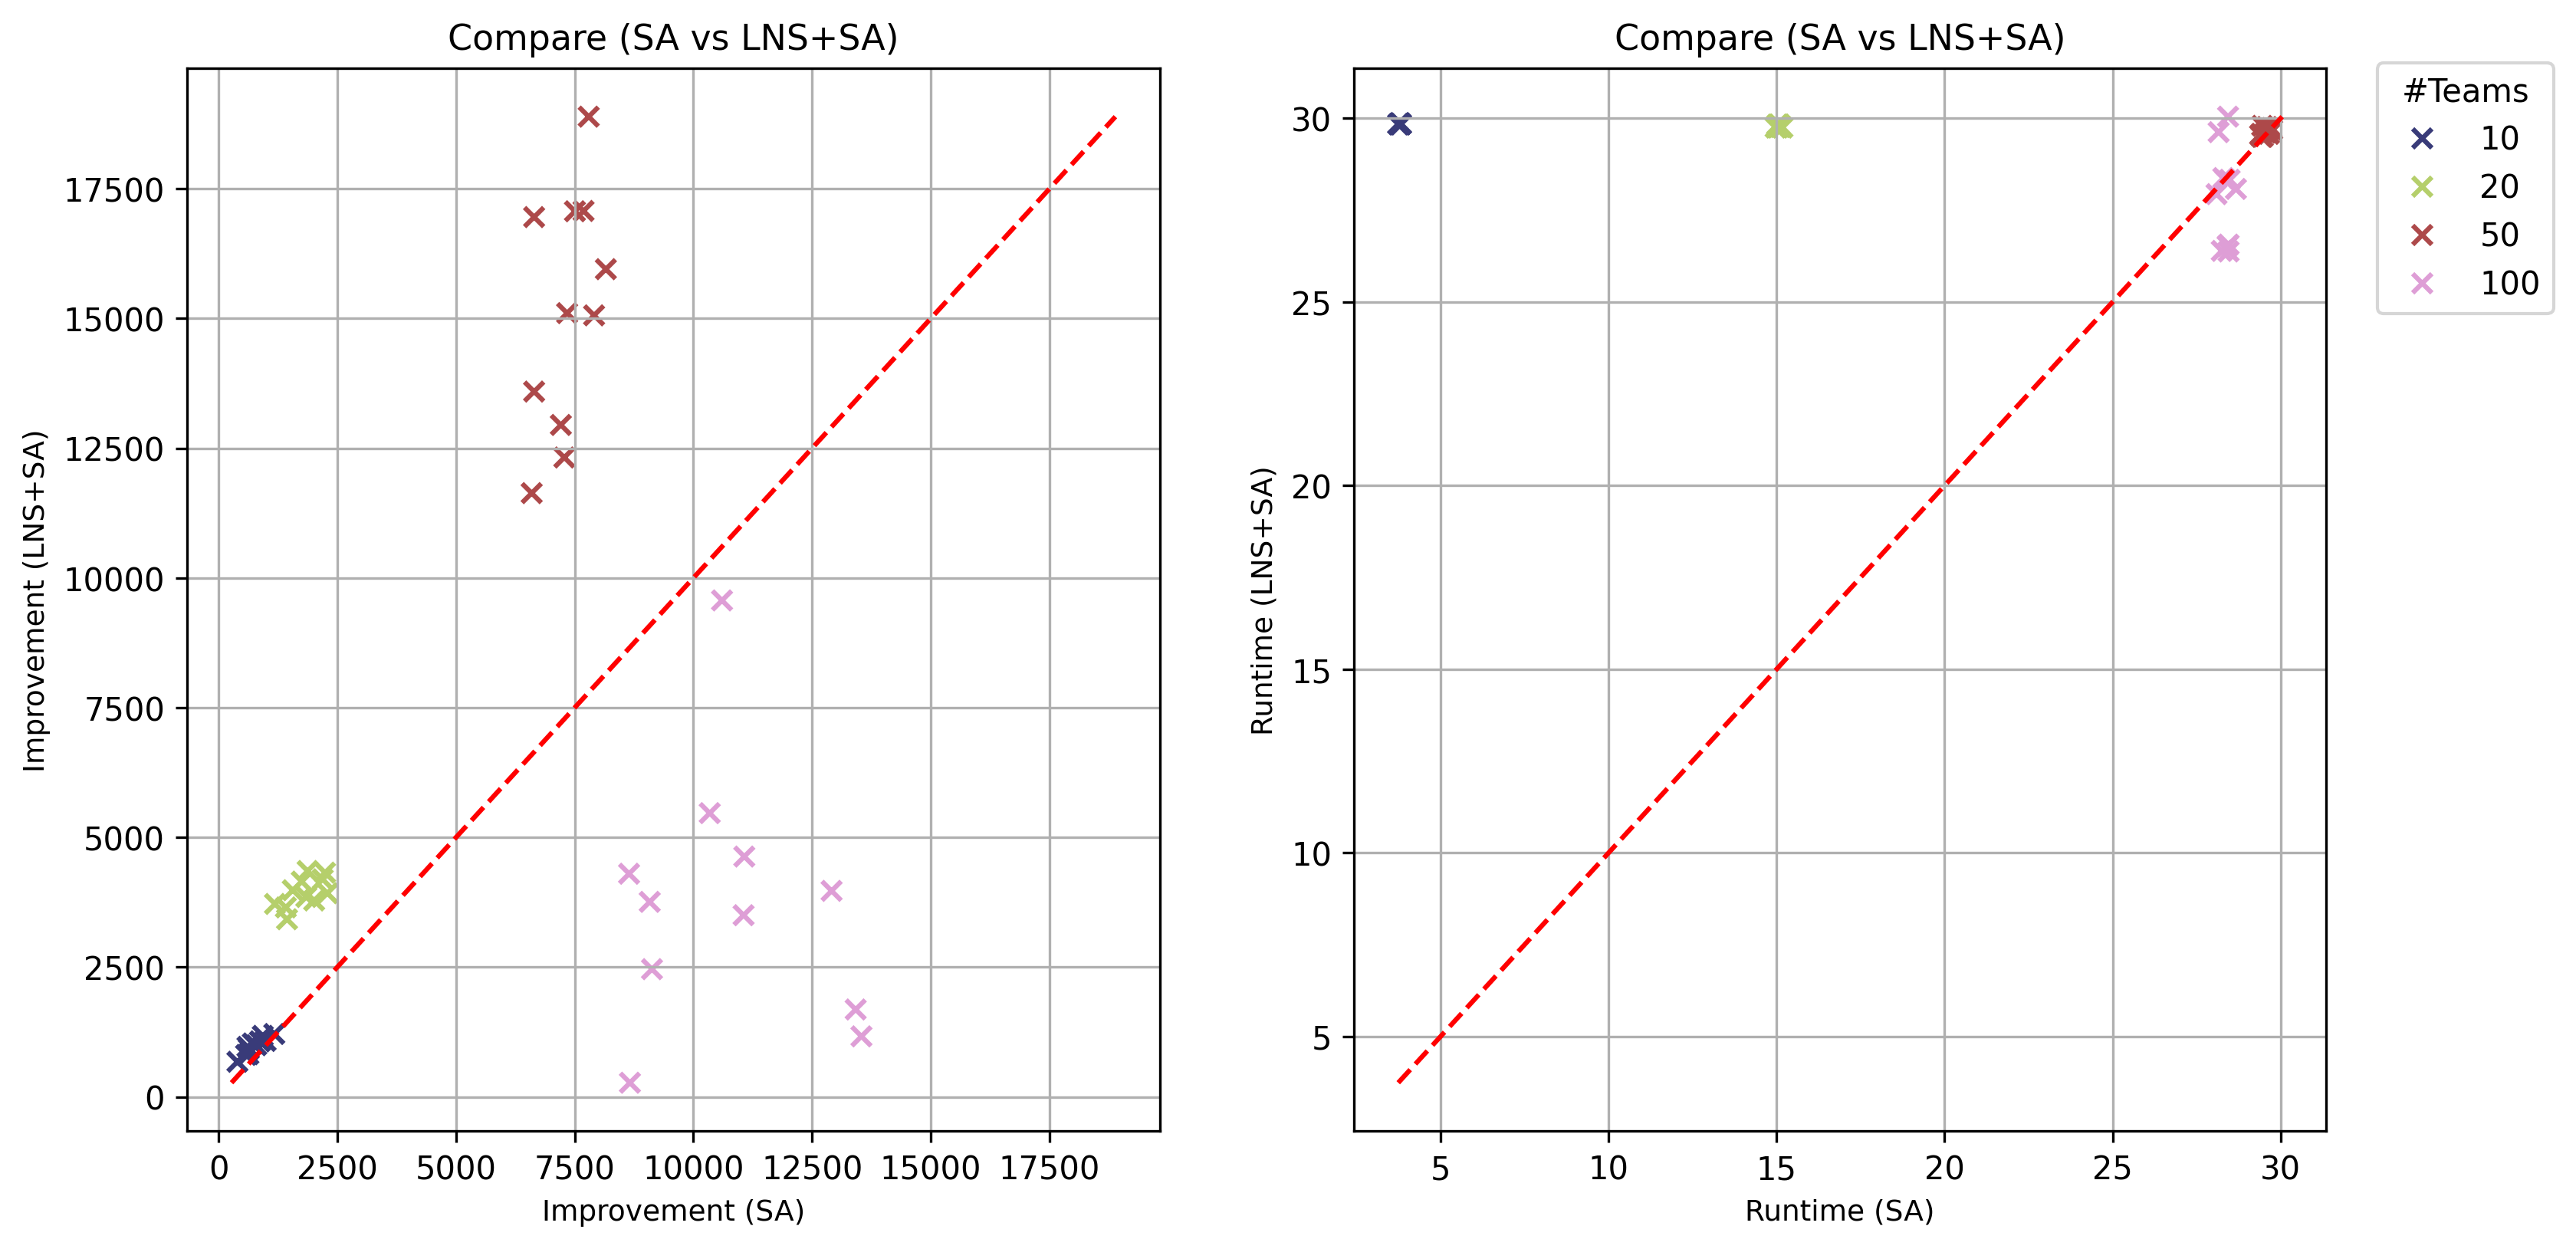 Compare (SA vs LNS+SA)
Improvement (LNS+SA)
17500
15000
12500
10000
7500
5000
2500
0
0 2500 5000 7500 10000 12500 15000 17500
Improvement (SA)
Compare (SA vs LNS+SA)
Runtime (LNS+SA)
30
25
20
15
10
5
5 10 15 20 25 30
Runtime (SA)
#Teams
10
20
50
100